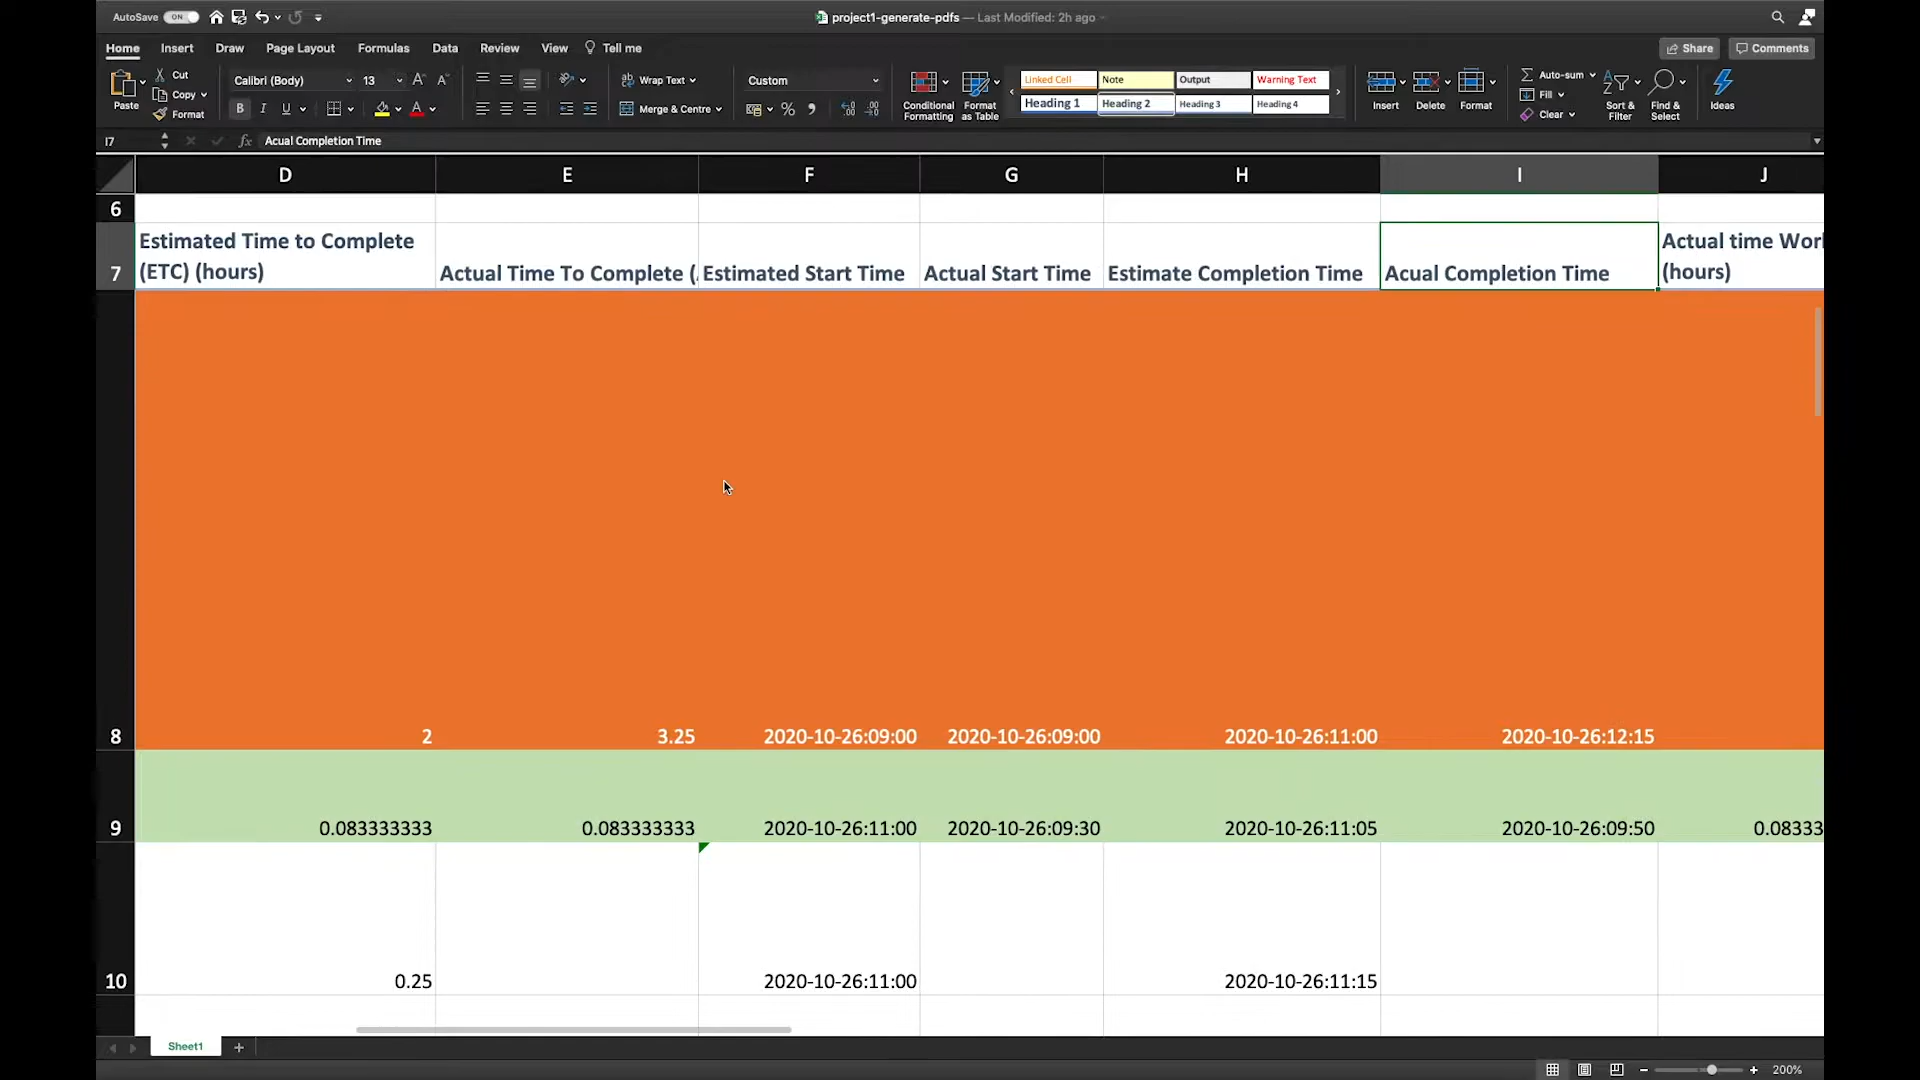 AutoSave ON
project1-generate-pdfs — Last Modified: 2h ago
Home Insert Draw Page Layout Formulas Data Review View Tell me
Share Comments
Paste
Cut
Copy
Format
Calibri (Body) 13
B I U
Wrap Text
Merge & Centre
Custom
Conditional Formatting
Format as Table
Linked Cell Note Output Warning Text
Heading 1 Heading 2 Heading 3 Heading 4
Insert Delete Format
Auto-sum
Fill
Clear
Sort & Filter
Find & Select
Ideas
I7 fx Acual Completion Time
D E F G H I J
6
7 Estimated Time to Complete (ETC) (hours) Actual Time To Complete ( Estimated Start Time Actual Start Time Estimate Completion Time Acual Completion Time Actual time Wor (hours)
8 2 3.25 2020-10-26:09:00 2020-10-26:09:00 2020-10-26:11:00 2020-10-26:12:15
9 0.083333333 0.083333333 2020-10-26:11:00 2020-10-26:09:30 2020-10-26:11:05 2020-10-26:09:50 0.08333
10 0.25 2020-10-26:11:00 2020-10-26:11:15
Sheet1 +
200%